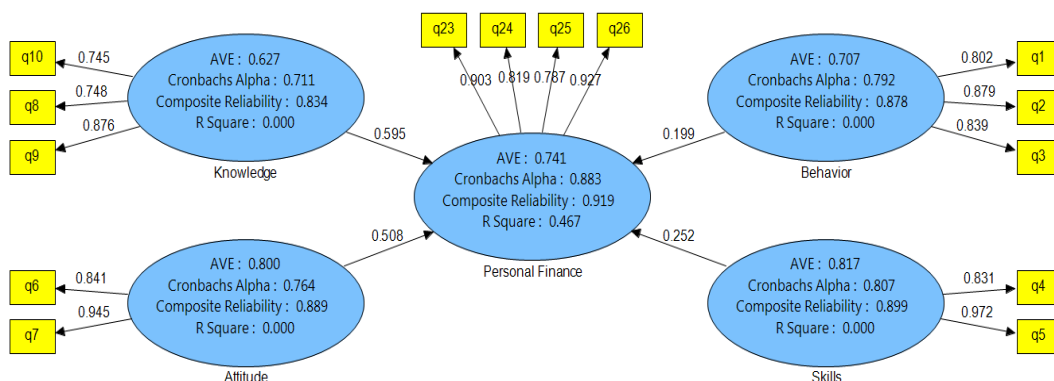 q23
q24
q25
q26
0.903
0.819
0.787
0.927
q10
q8
q9
0.745
0.748
0.876
AVE : 0.627
Cronbachs Alpha : 0.711
Composite Reliability : 0.834
R Square : 0.000
Knowledge
0.595
AVE : 0.707
Cronbachs Alpha : 0.792
Composite Reliability : 0.878
R Square : 0.000
Behavior
0.199
0.802
0.879
0.839
q1
q2
q3
AVE : 0.741
Cronbachs Alpha : 0.883
Composite Reliability : 0.919
R Square : 0.467
Personal Finance
q6
q7
0.841
0.945
AVE : 0.800
Cronbachs Alpha : 0.764
Composite Reliability : 0.889
R Square : 0.000
Attitude
0.508
AVE : 0.817
Cronbachs Alpha : 0.807
Composite Reliability : 0.899
R Square : 0.000
Skills
0.252
0.831
0.972
q4
q5